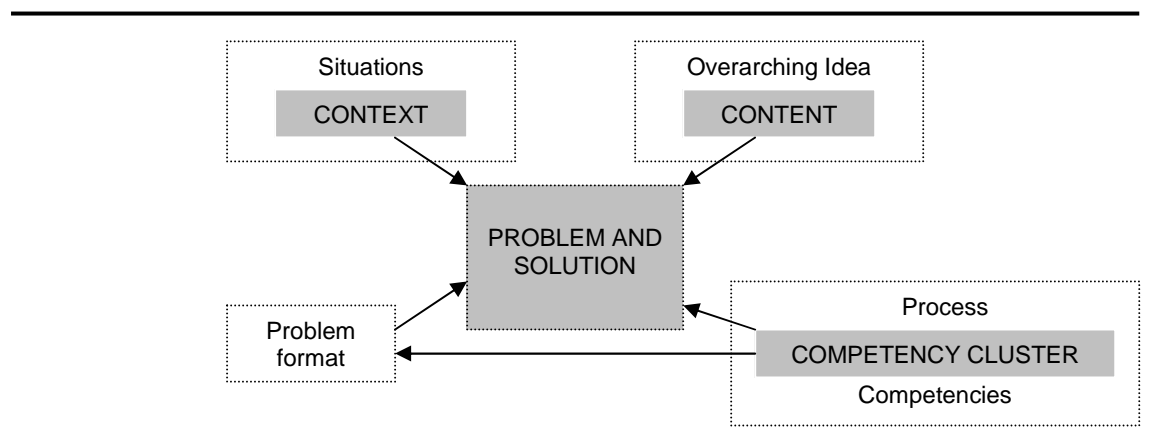 Situations
CONTEXT
Overarching Idea
CONTENT
PROBLEM AND
SOLUTION
Problem
format
Process
COMPETENCY CLUSTER
Competencies